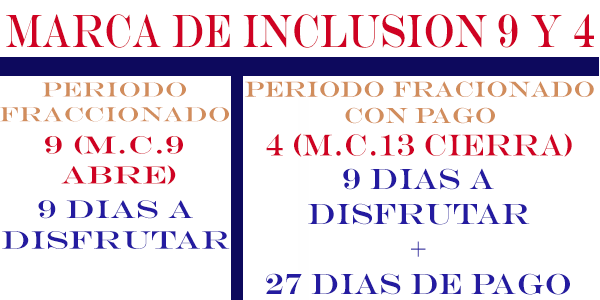 MARCA DE INCLUSION 9 Y 4
PERIODO
FRACCIONADO
9 (M.C.9
ABRE)
9 DIAS A
DISFRUTAR
PERIODO FRACIONADO
CON PAGO
4 (M.C.13 CIERRA)
9 DIAS A
DISFRUTAR
+
27 DIAS DE PAGO